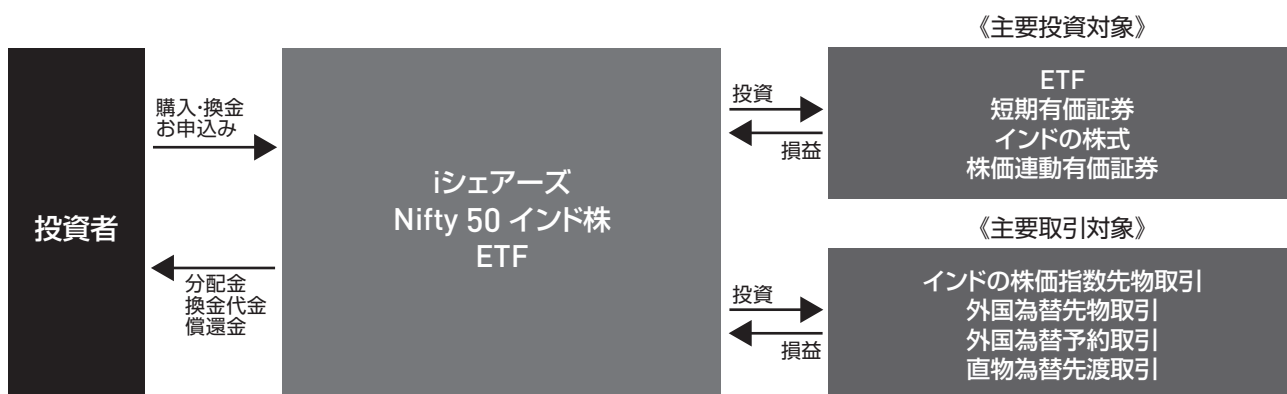 投資者
購入・換金
お申込み
分配金
換金代金
償還金
iシェアーズ
Nifty 50 インド株
ETF
投資
損益
《主要投資対象》
ETF
短期有価証券
インドの株式
株価連動有価証券
投資
損益
《主要取引対象》
インドの株価指数先物取引
外国為替先物取引
外国為替予約取引
直物為替先渡取引